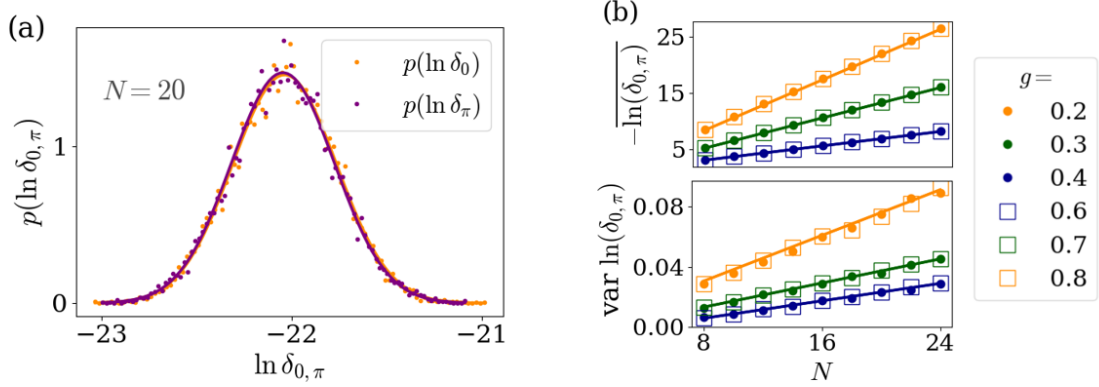 (a)
N = 20
p(ln δ₀)
p(ln δ_π)
p(ln δ₀,π)
1
0
−23
−22
−21
ln δ₀,π
(b)
−ln(δ₀,π)
25
15
5
var ln(δ₀,π)
0.08
0.04
0.00
8
16
24
N
g =
0.2
0.3
0.4
0.6
0.7
0.8